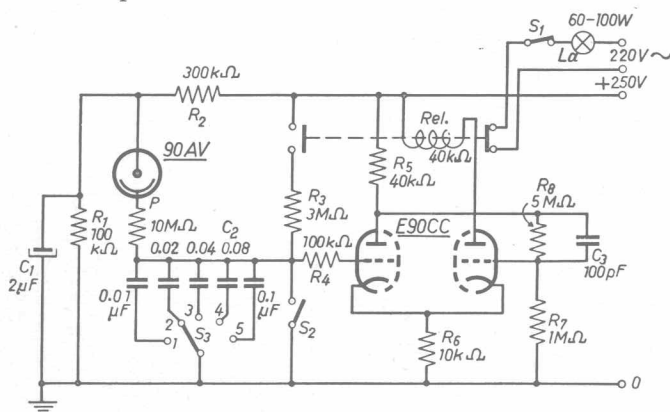 60-100W
S1
La
220V~
+250V
300kΩ
R2
Rel.
40kΩ
90AV
R5
40kΩ
R8
5MΩ
P
R3
3MΩ
E90CC
R1
100
kΩ
10MΩ
C2
0.02 0.04 0.08
100kΩ
R4
C3
100pF
C1
2µF
0.01
µF
0.1
µF
1
2
3
4
5
S3
S2
R6
10kΩ
R7
1MΩ
0